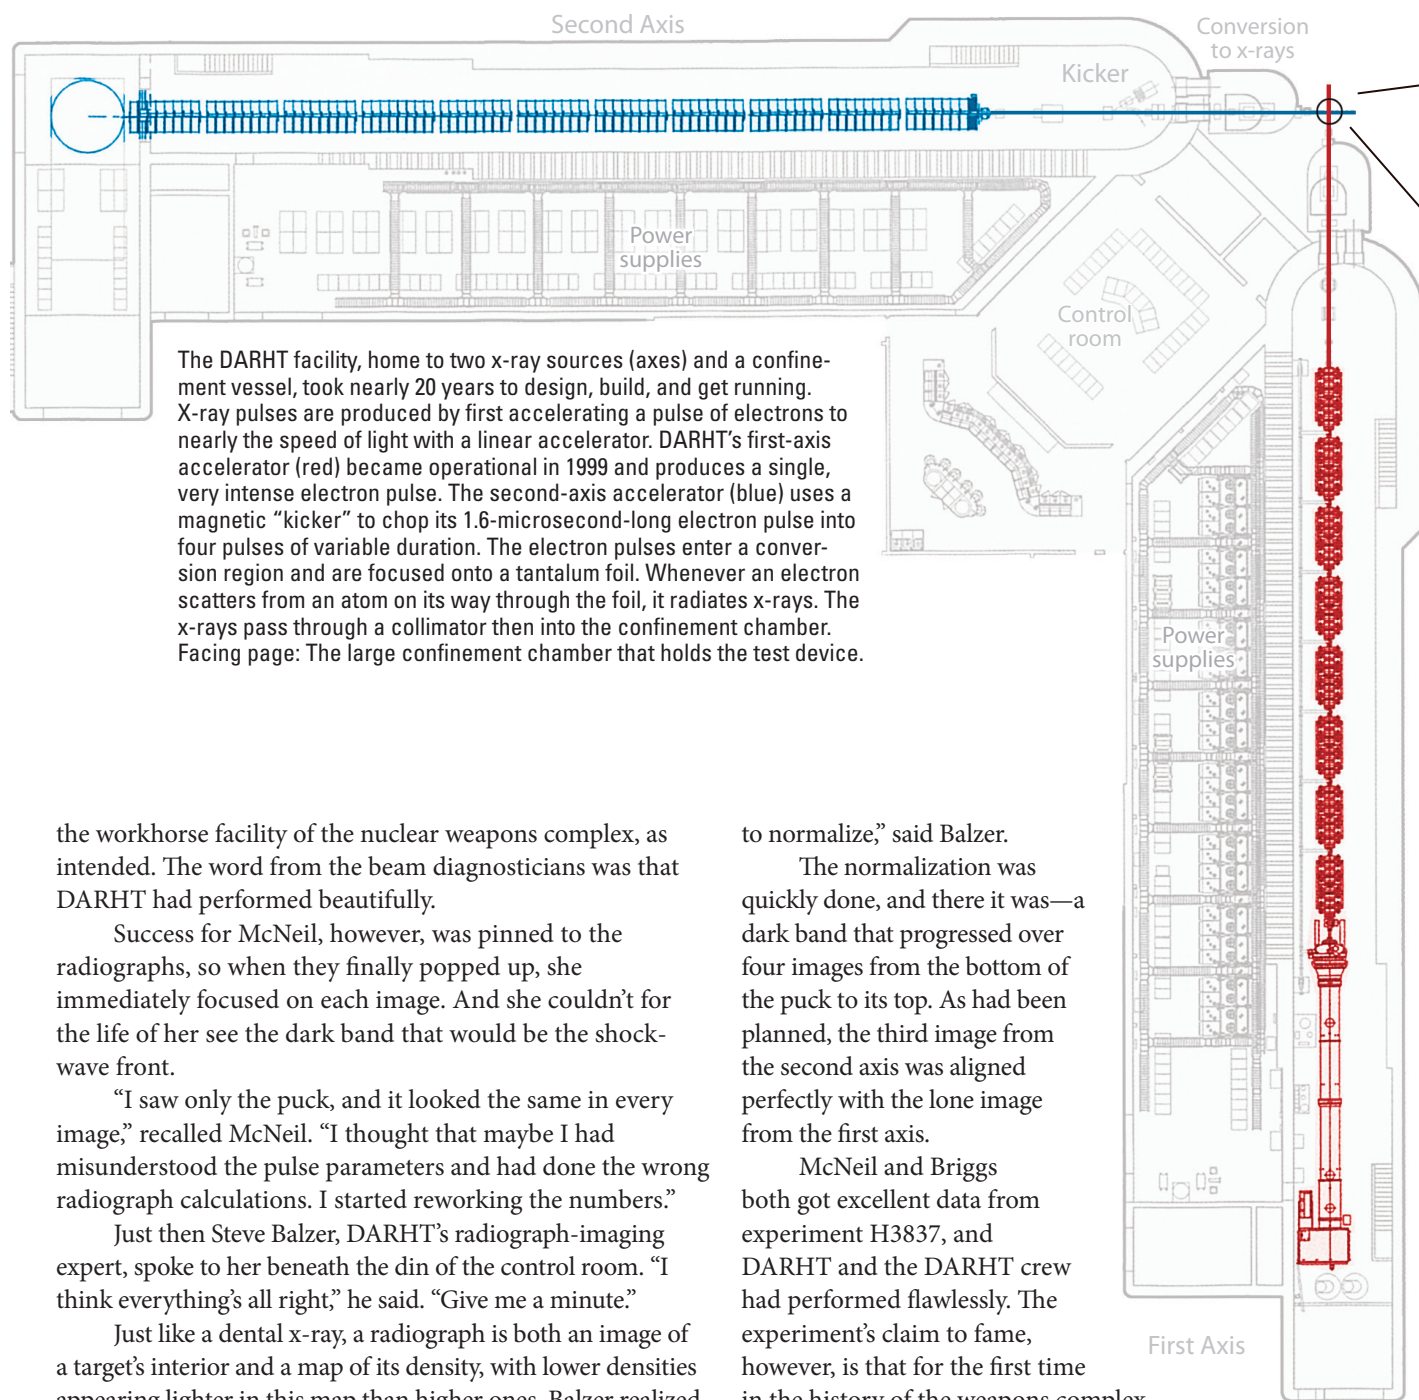 Second Axis
Conversion
to x-rays
Kicker
Power
supplies
Control
room
The DARHT facility, home to two x-ray sources (axes) and a confine-
ment vessel, took nearly 20 years to design, build, and get running.
X-ray pulses are produced by first accelerating a pulse of electrons to
nearly the speed of light with a linear accelerator. DARHT’s first-axis
accelerator (red) became operational in 1999 and produces a single,
very intense electron pulse. The second-axis accelerator (blue) uses a
magnetic “kicker” to chop its 1.6-microsecond-long electron pulse into
four pulses of variable duration. The electron pulses enter a conver-
sion region and are focused onto a tantalum foil. Whenever an electron
scatters from an atom on its way through the foil, it radiates x-rays. The
x-rays pass through a collimator then into the confinement chamber.
Facing page: The large confinement chamber that holds the test device.
Power
supplies
the workhorse facility of the nuclear weapons complex, as
intended. The word from the beam diagnosticians was that
DARHT had performed beautifully.
Success for McNeil, however, was pinned to the
radiographs, so when they finally popped up, she
immediately focused on each image. And she couldn’t for
the life of her see the dark band that would be the shock-
wave front.
“I saw only the puck, and it looked the same in every
image,” recalled McNeil. “I thought that maybe I had
misunderstood the pulse parameters and had done the wrong
radiograph calculations. I started reworking the numbers.”
Just then Steve Balzer, DARHT’s radiograph-imaging
expert, spoke to her beneath the din of the control room. “I
think everything’s all right,” he said. “Give me a minute.”
Just like a dental x-ray, a radiograph is both an image of
a target’s interior and a map of its density, with lower densities
appearing lighter in this map than higher ones. Balzer realized
to normalize,” said Balzer.
The normalization was
quickly done, and there it was—a
dark band that progressed over
four images from the bottom of
the puck to its top. As had been
planned, the third image from
the second axis was aligned
perfectly with the lone image
from the first axis.
McNeil and Briggs
both got excellent data from
experiment H3837, and
DARHT and the DARHT crew
had performed flawlessly. The
experiment’s claim to fame,
however, is that for the first time
in the history of the weapons complex
First Axis